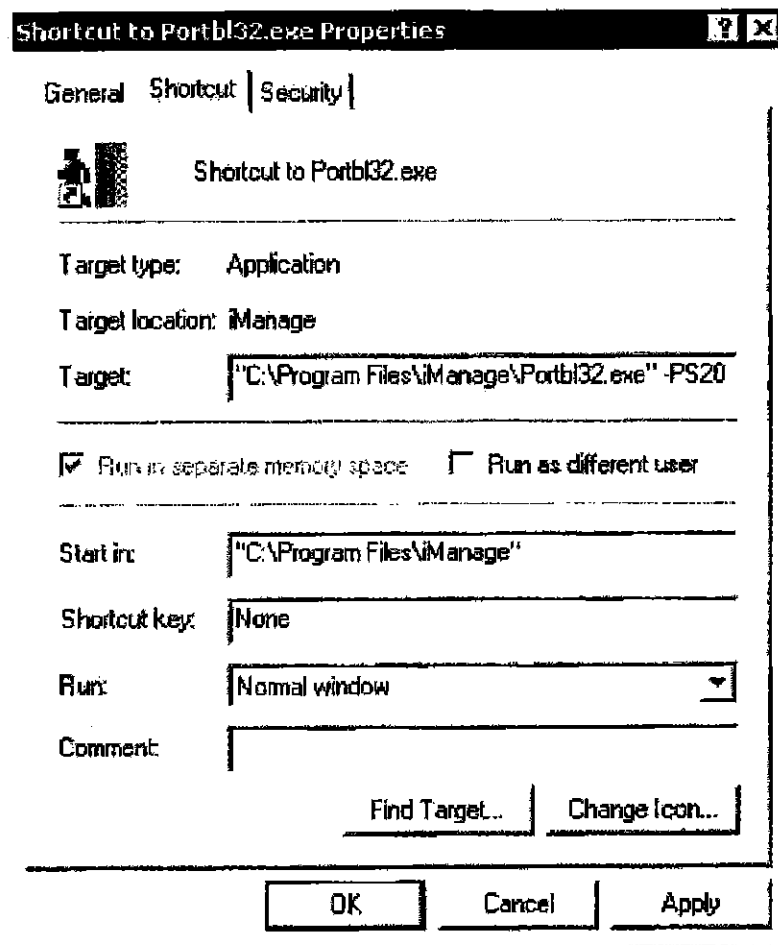 Shortcut to Portbl32.exe Properties
General Shortcut Security
Shortcut to Portbl32.exe
Target type: Application
Target location: iManage
Target: "C:\Program Files\iManage\Portbl32.exe" -PS20
Run in separate memory space Run as different user
Start in: "C:\Program Files\iManage"
Shortcut key: None
Run: Normal window
Comment:
Find Target... Change Icon...
OK Cancel Apply